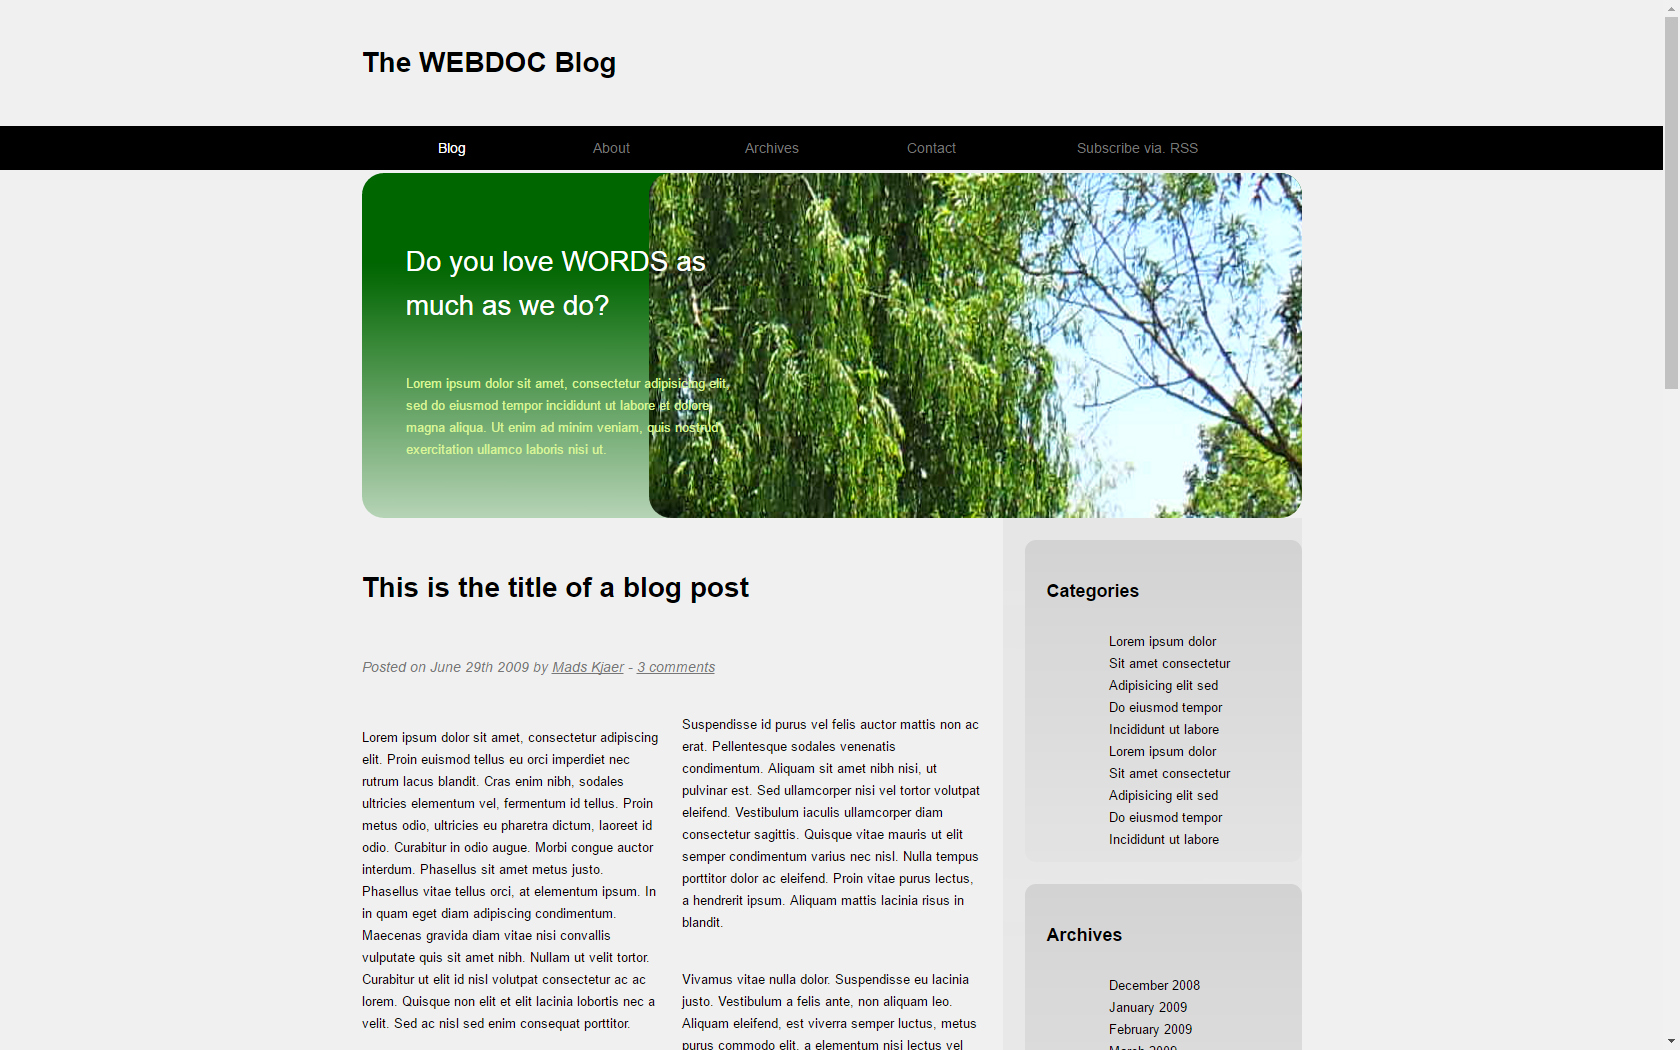 The WEBDOC Blog
Blog
About
Archives
Contact
Subscribe via. RSS
Do you love WORDS as
much as we do?
Lorem ipsum dolor sit amet, consectetur adipisicing elit,
sed do eiusmod tempor incididunt ut labore et dolore
magna aliqua. Ut enim ad minim veniam, quis nostrud
exercitation ullamco laboris nisi ut.
This is the title of a blog post
Posted on June 29th 2009 by Mads Kjaer - 3 comments
Lorem ipsum dolor sit amet, consectetur adipiscing
elit. Proin euismod tellus eu orci imperdiet nec
rutrum lacus blandit. Cras enim nibh, sodales
ultricies elementum vel, fermentum id tellus. Proin
metus odio, ultricies eu pharetra dictum, laoreet id
odio. Curabitur in odio augue. Morbi congue auctor
interdum. Phasellus sit amet metus justo.
Phasellus vitae tellus orci, at elementum ipsum. In
in quam eget diam adipiscing condimentum.
Maecenas gravida diam vitae nisi convallis
vulputate quis sit amet nibh. Nullam ut velit tortor.
Curabitur ut elit id nisl volutpat consectetur ac ac
lorem. Quisque non elit et elit lacinia lobortis nec a
velit. Sed ac nisl sed enim consequat porttitor.
Suspendisse id purus vel felis auctor mattis non ac
erat. Pellentesque sodales venenatis
condimentum. Aliquam sit amet nibh nisi, ut
pulvinar est. Sed ullamcorper nisi vel tortor volutpat
eleifend. Vestibulum iaculis ullamcorper diam
consectetur sagittis. Quisque vitae mauris ut elit
semper condimentum varius nec nisl. Nulla tempus
porttitor dolor ac eleifend. Proin vitae purus lectus,
a hendrerit ipsum. Aliquam mattis lacinia risus in
blandit.
Vivamus vitae nulla dolor. Suspendisse eu lacinia
justo. Vestibulum a felis ante, non aliquam leo.
Aliquam eleifend, est viverra semper luctus, metus
purus commodo elit, a elementum nisi lectus vel
Categories
Lorem ipsum dolor
Sit amet consectetur
Adipisicing elit sed
Do eiusmod tempor
Incididunt ut labore
Lorem ipsum dolor
Sit amet consectetur
Adipisicing elit sed
Do eiusmod tempor
Incididunt ut labore
Archives
December 2008
January 2009
February 2009
March 2009